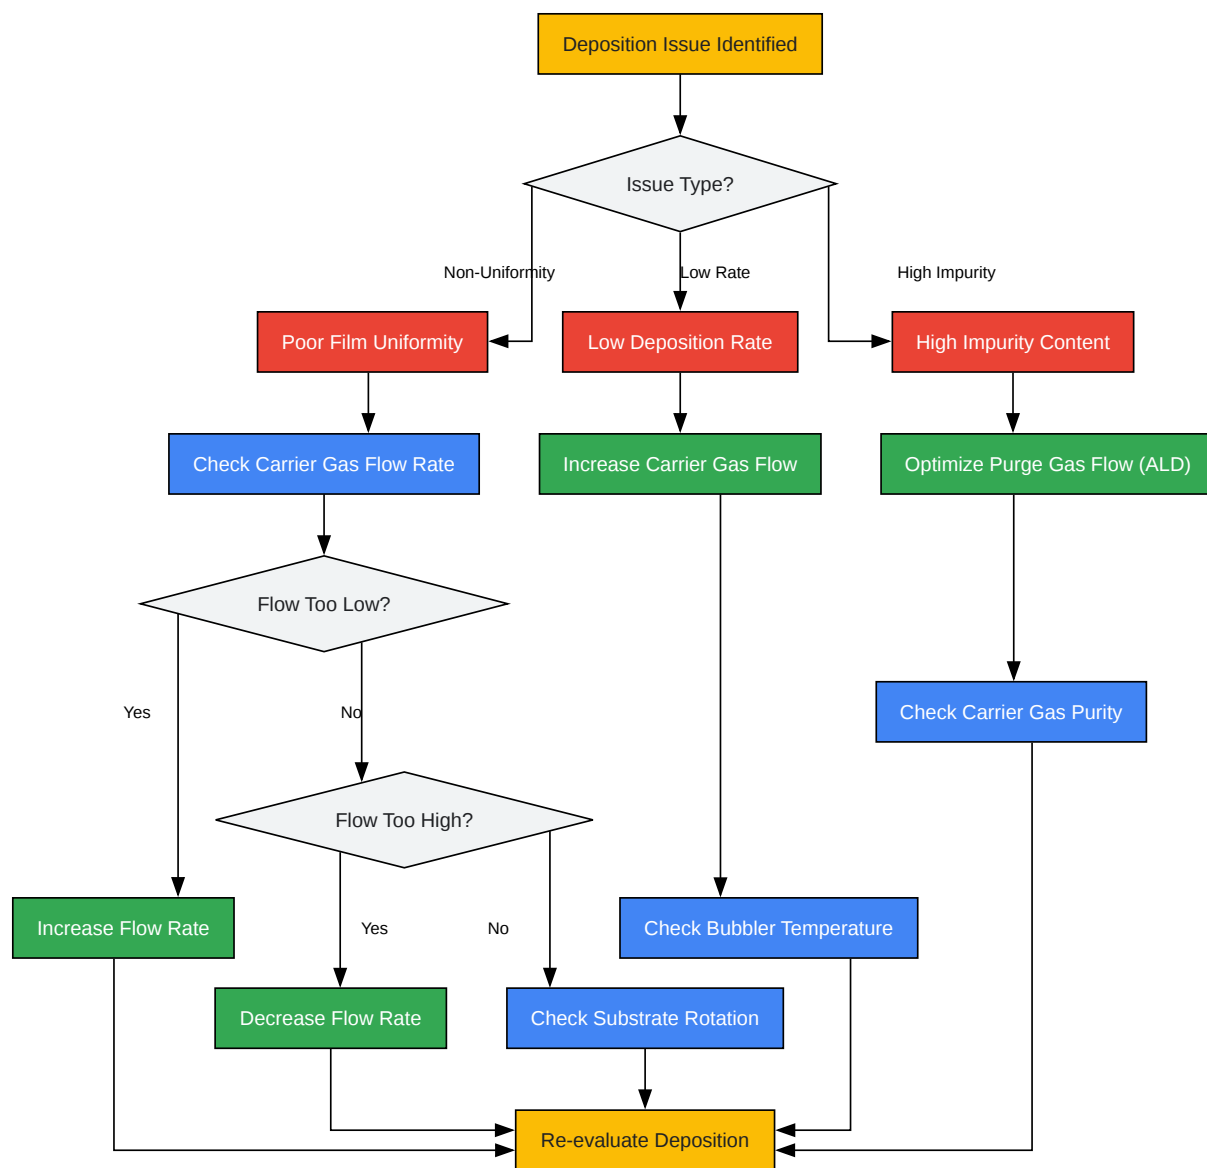 Deposition Issue Identified
Issue Type?
Non-Uniformity
Low Rate
High Impurity
Poor Film Uniformity
Low Deposition Rate
High Impurity Content
Check Carrier Gas Flow Rate
Increase Carrier Gas Flow
Optimize Purge Gas Flow (ALD)
Flow Too Low?
Yes
No
Check Carrier Gas Purity
Flow Too High?
Increase Flow Rate
Yes
No
Check Bubbler Temperature
Decrease Flow Rate
Check Substrate Rotation
Re-evaluate Deposition